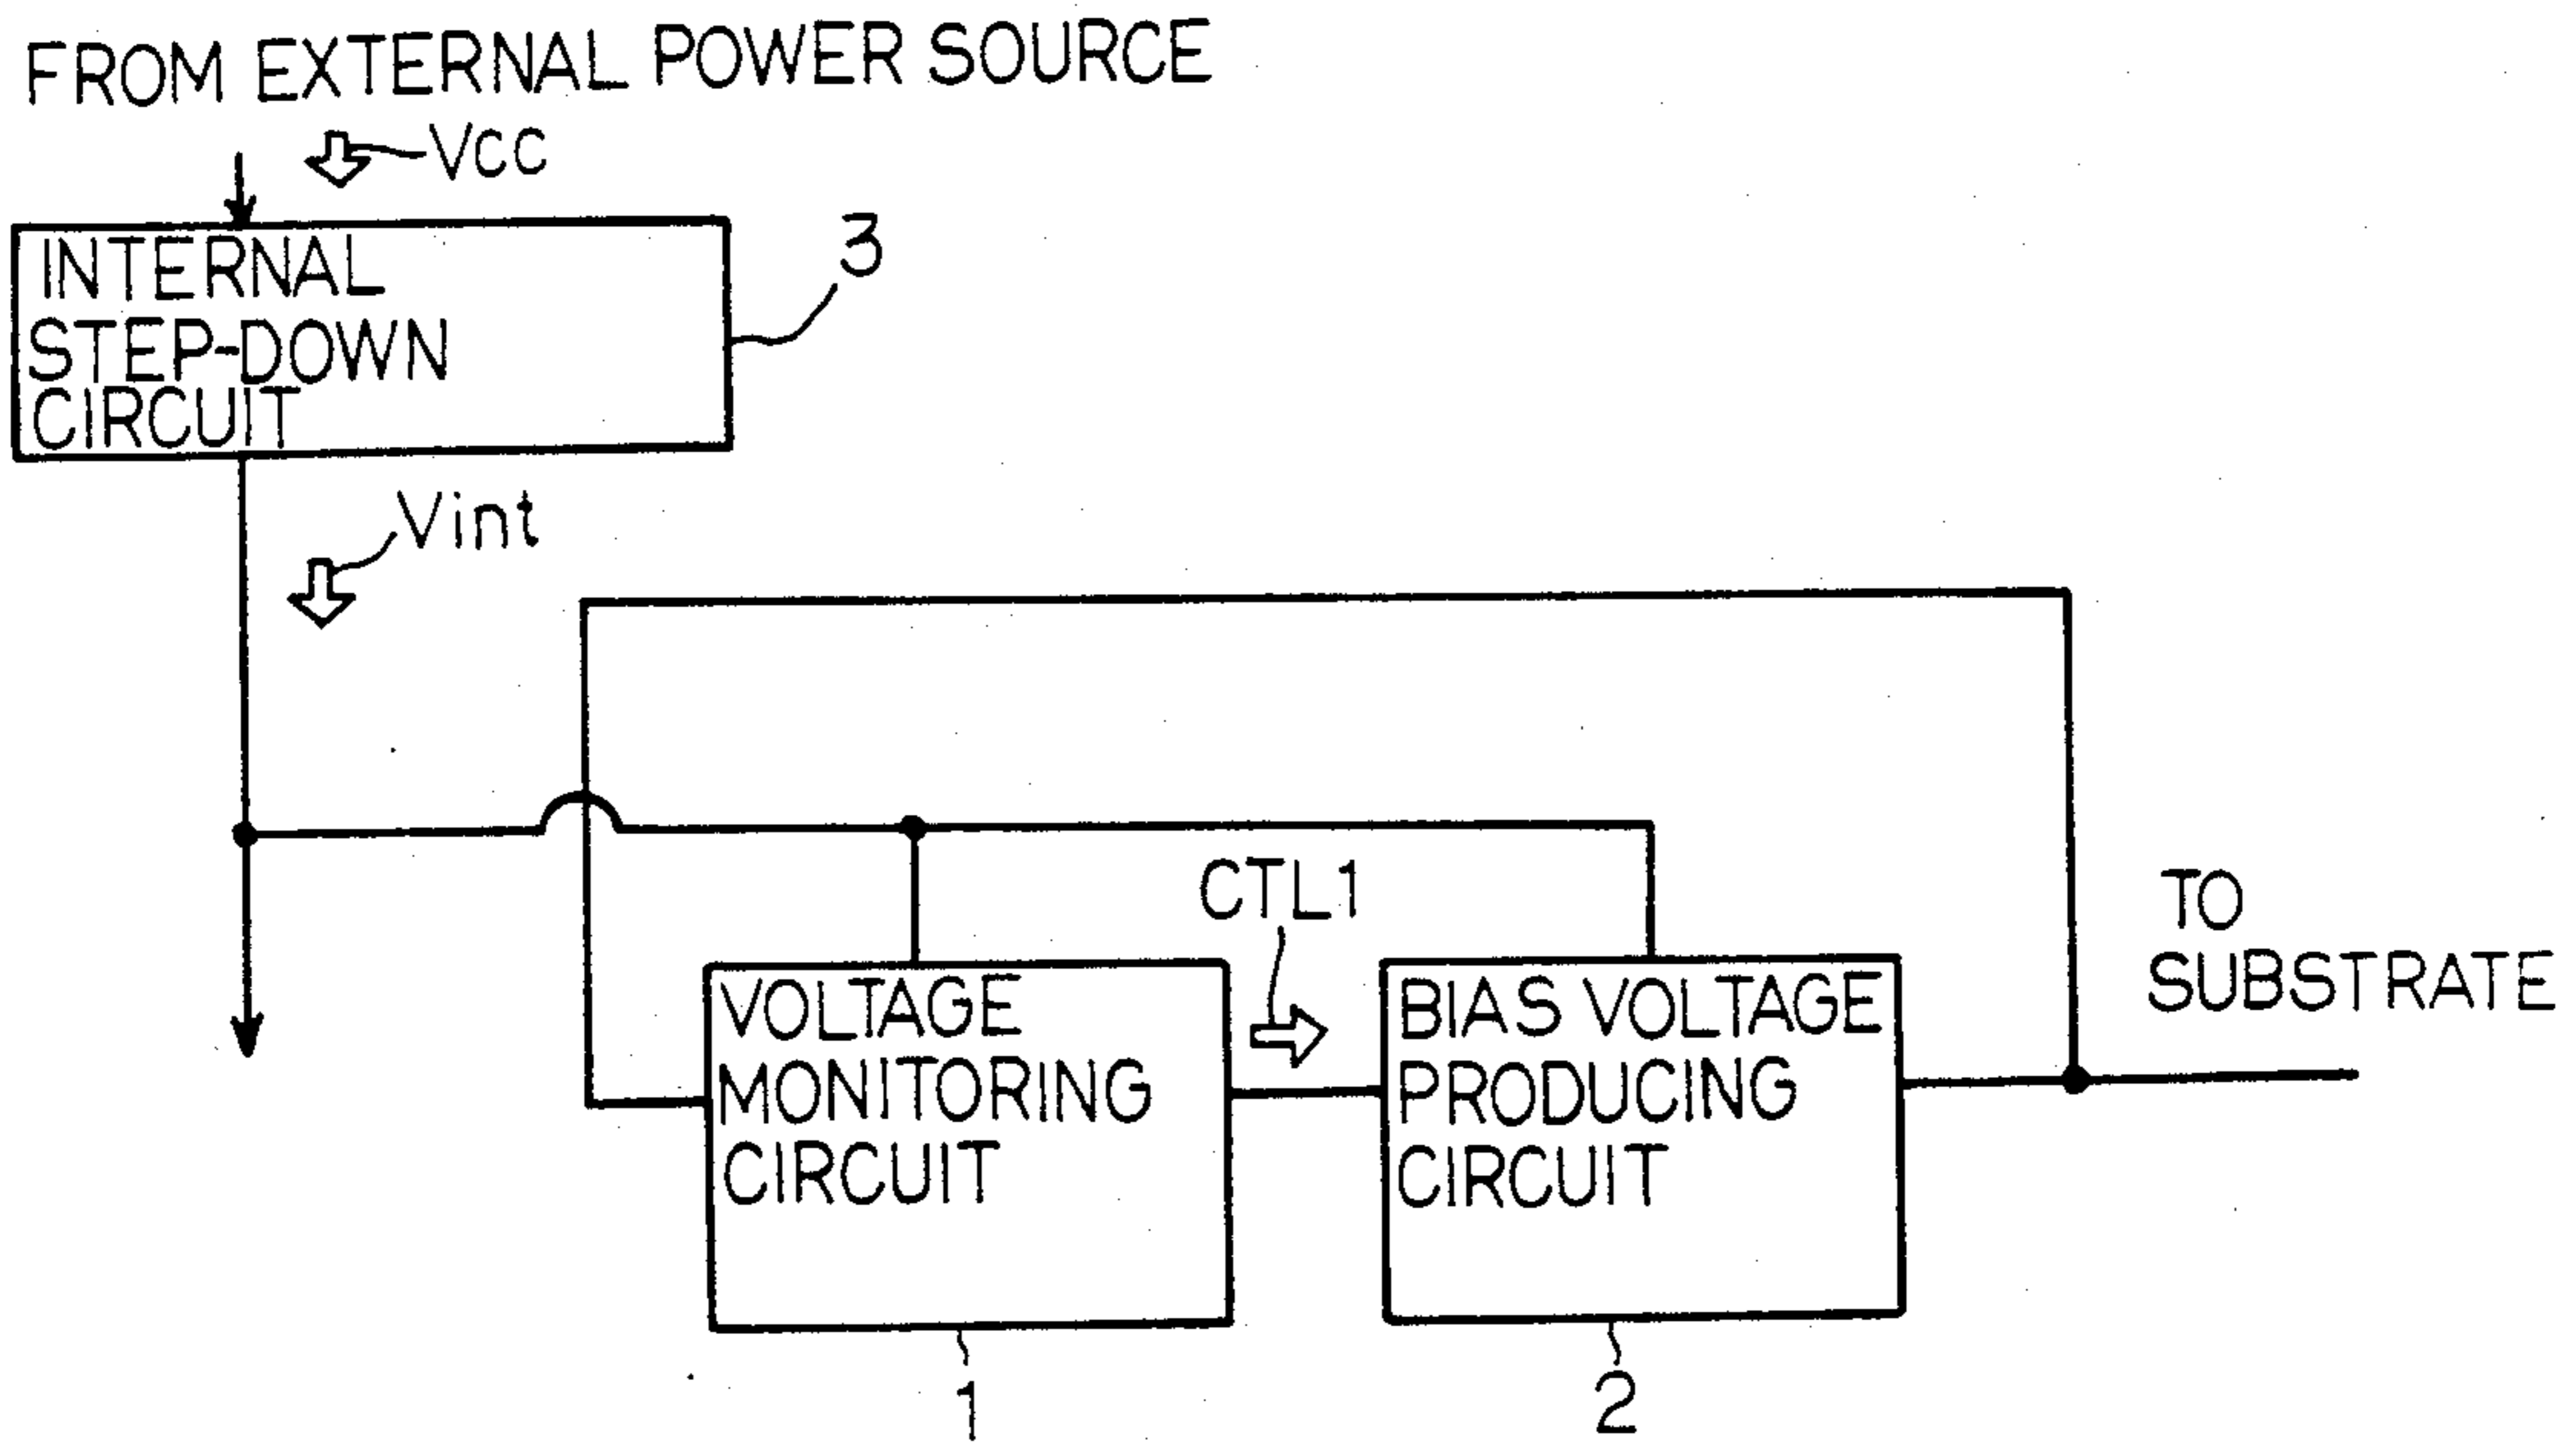 FROM EXTERNAL POWER SOURCE
Vcc
INTERNAL
STEP-DOWN
CIRCUIT
3
Vint
CTL1
TO
SUBSTRATE
VOLTAGE
MONITORING
CIRCUIT
BIAS VOLTAGE
PRODUCING
CIRCUIT
1
2